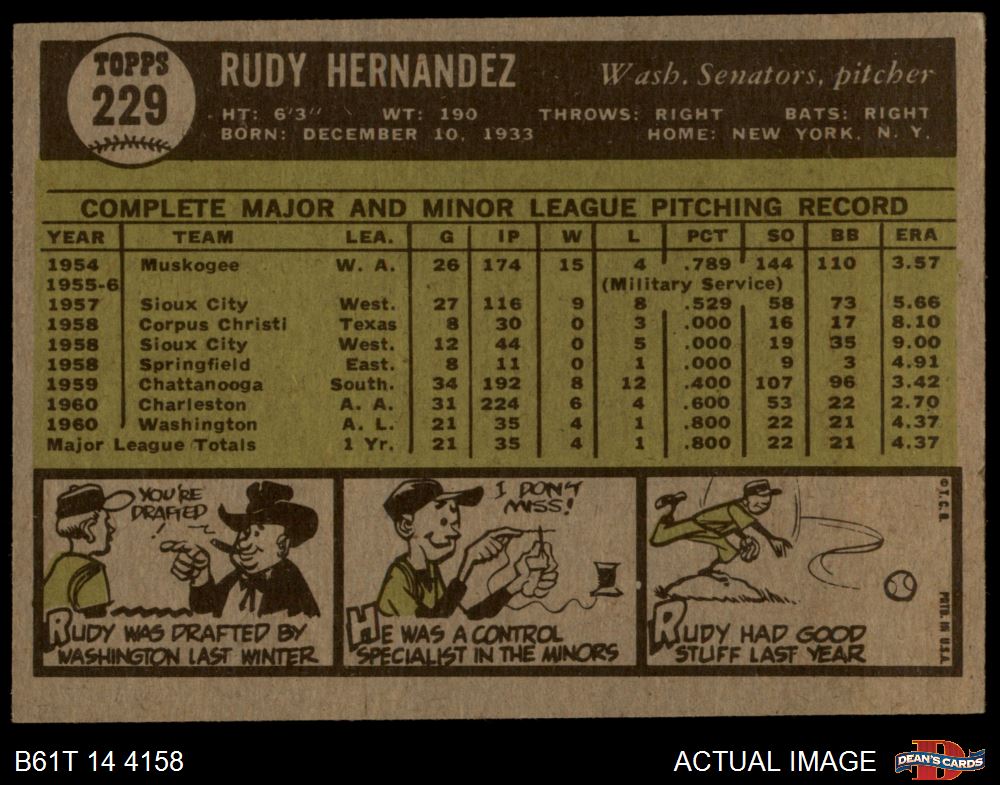 TOPPS
229
RUDY HERNANDEZ
Wash. Senators, pitcher
HT: 6'3" WT: 190 THROWS: RIGHT BATS: RIGHT
BORN: DECEMBER 10, 1933 HOME: NEW YORK, N. Y.
COMPLETE MAJOR AND MINOR LEAGUE PITCHING RECORD
YEAR TEAM LEA. G IP W L PCT SO BB ERA
1954 Muskogee W. A. 26 174 15 4 .789 144 110 3.57
1955-6 (Military Service)
1957 Sioux City West. 27 116 9 8 .529 58 73 5.66
1958 Corpus Christi Texas 8 30 0 3 .000 16 17 8.10
1958 Sioux City West. 12 44 0 5 .000 19 35 9.00
1958 Springfield East. 8 11 0 1 .000 9 3 4.91
1959 Chattanooga South. 34 192 8 12 .400 107 96 3.42
1960 Charleston A. A. 31 224 6 4 .600 53 22 2.70
1960 Washington A. L. 21 35 4 1 .800 22 21 4.37
Major League Totals 1 Yr. 21 35 4 1 .800 22 21 4.37
YOU'RE
DRAFTED
!
RUDY WAS DRAFTED BY
WASHINGTON LAST WINTER
I DON'T
MISS!
HE WAS A CONTROL
SPECIALIST IN THE MINORS
RUDY HAD GOOD
STUFF LAST YEAR
© T.C.G.
PRTD. IN U.S.A.
B61T 14 4158
ACTUAL IMAGE
D
DEAN'S CARDS